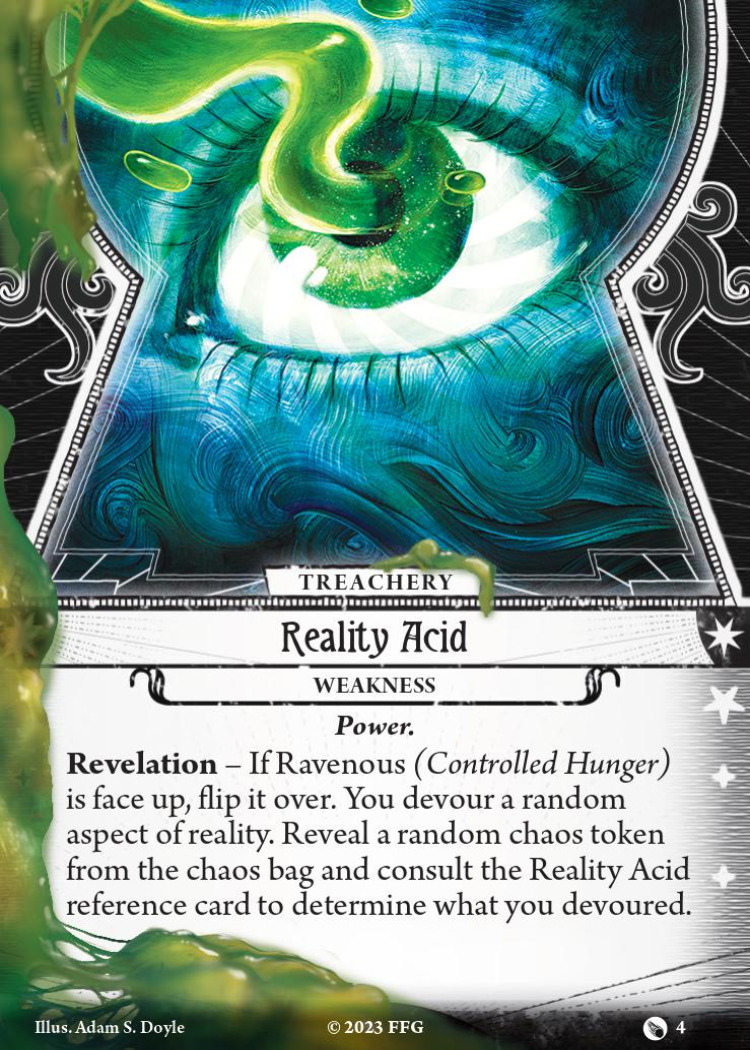 TREACHERY
Reality Acid
WEAKNESS
Power.
Revelation – If Ravenous (Controlled Hunger)
is face up, flip it over. You devour a random
aspect of reality. Reveal a random chaos token
from the chaos bag and consult the Reality Acid
reference card to determine what you devoured.
Illus. Adam S. Doyle
© 2023 FFG
4